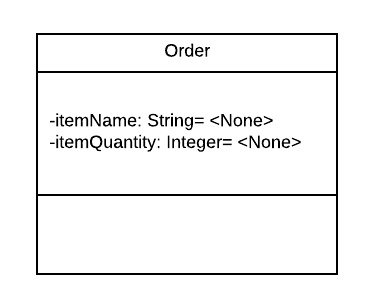 Order
-itemName: String= <None>
-itemQuantity: Integer= <None>